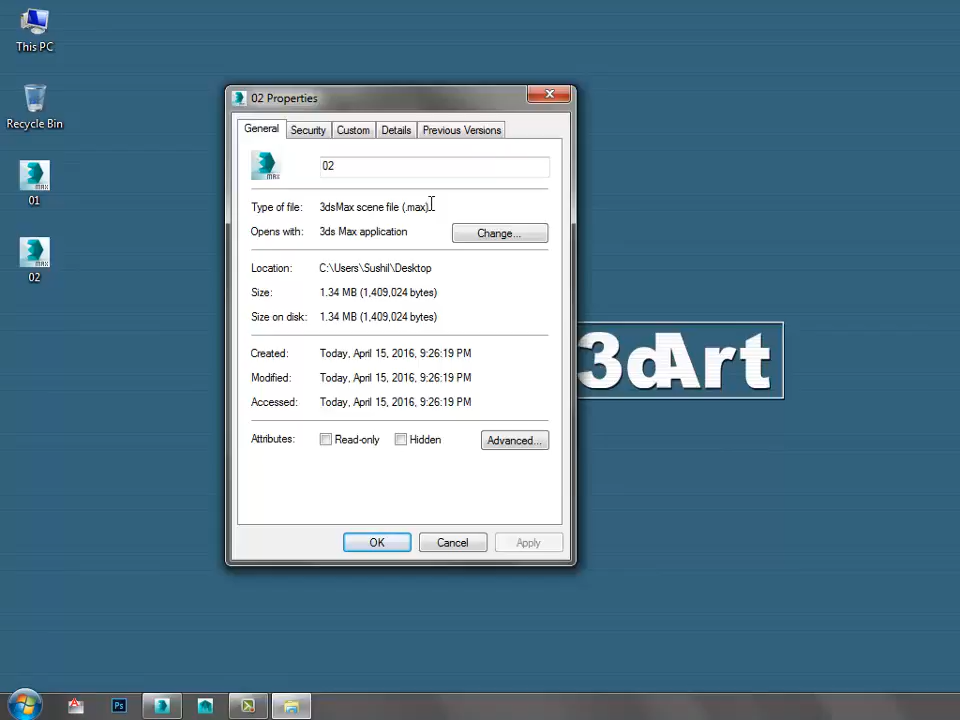 This PC
Recycle Bin
MAX
01
MAX
02
02 Properties
General Security Custom Details Previous Versions
MAX
02
Type of file: 3dsMax scene file (.max)
Opens with: 3ds Max application Change...
Location: C:\Users\Sushil\Desktop
Size: 1.34 MB (1,409,024 bytes)
Size on disk: 1.34 MB (1,409,024 bytes)
Created: Today, April 15, 2016, 9:26:19 PM
Modified: Today, April 15, 2016, 9:26:19 PM
Accessed: Today, April 15, 2016, 9:26:19 PM
Attributes: Read-only Hidden Advanced...
OK Cancel Apply
3dArt
Ps